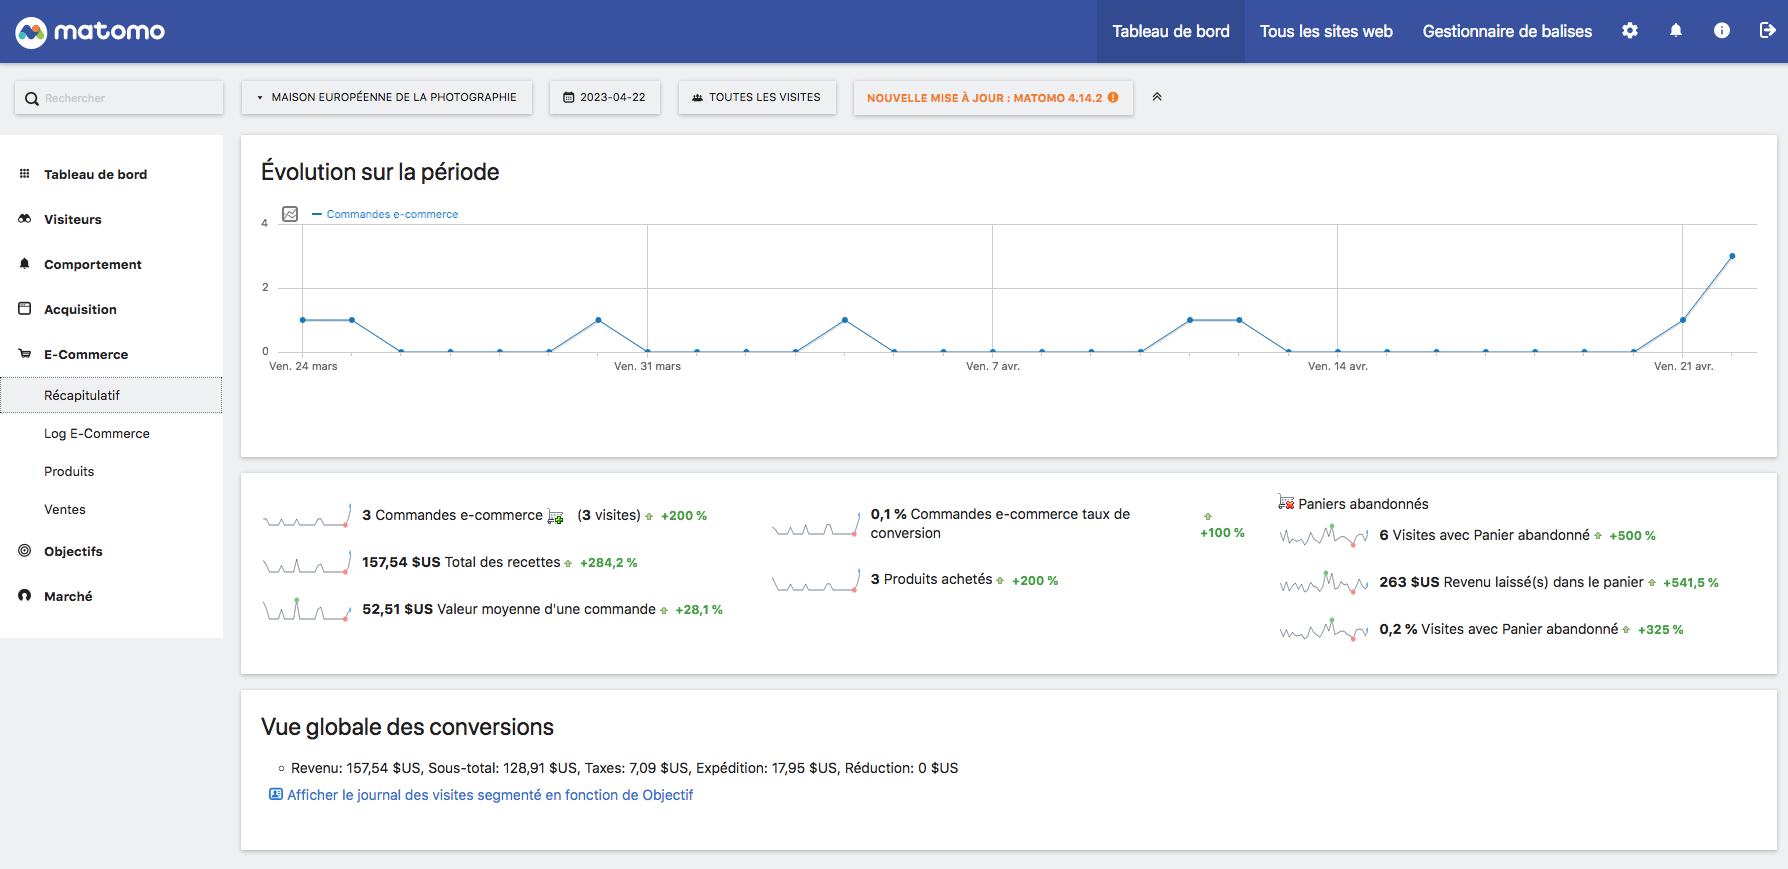 matomo
Tableau de bord
Tous les sites web
Gestionnaire de balises
Rechercher
MAISON EUROPÉENNE DE LA PHOTOGRAPHIE
2023-04-22
TOUTES LES VISITES
NOUVELLE MISE À JOUR : MATOMO 4.14.2
Tableau de bord
Visiteurs
Comportement
Acquisition
E-Commerce
Récapitulatif
Log E-Commerce
Produits
Ventes
Objectifs
Marché
Évolution sur la période
Commandes e-commerce
4
2
0
Ven. 24 mars
Ven. 31 mars
Ven. 7 avr.
Ven. 14 avr.
Ven. 21 avr.
3 Commandes e-commerce (3 visites) +200 %
157,54 $US Total des recettes +284,2 %
52,51 $US Valeur moyenne d'une commande +28,1 %
0,1 % Commandes e-commerce taux de
conversion
+100 %
3 Produits achetés +200 %
Paniers abandonnés
6 Visites avec Panier abandonné +500 %
263 $US Revenu laissé(s) dans le panier +541,5 %
0,2 % Visites avec Panier abandonné +325 %
Vue globale des conversions
Revenu: 157,54 $US, Sous-total: 128,91 $US, Taxes: 7,09 $US, Expédition: 17,95 $US, Réduction: 0 $US
Afficher le journal des visites segmenté en fonction de Objectif